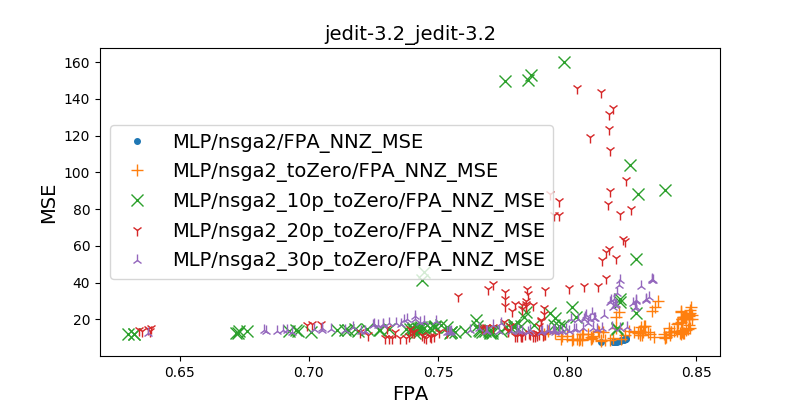 jedit-3.2_jedit-3.2
160
140
120
100
80
60
40
20
MSE
MLP/nsga2/FPA_NNZ_MSE
MLP/nsga2_toZero/FPA_NNZ_MSE
MLP/nsga2_10p_toZero/FPA_NNZ_MSE
MLP/nsga2_20p_toZero/FPA_NNZ_MSE
MLP/nsga2_30p_toZero/FPA_NNZ_MSE
0.65 0.70 0.75 0.80 0.85
FPA